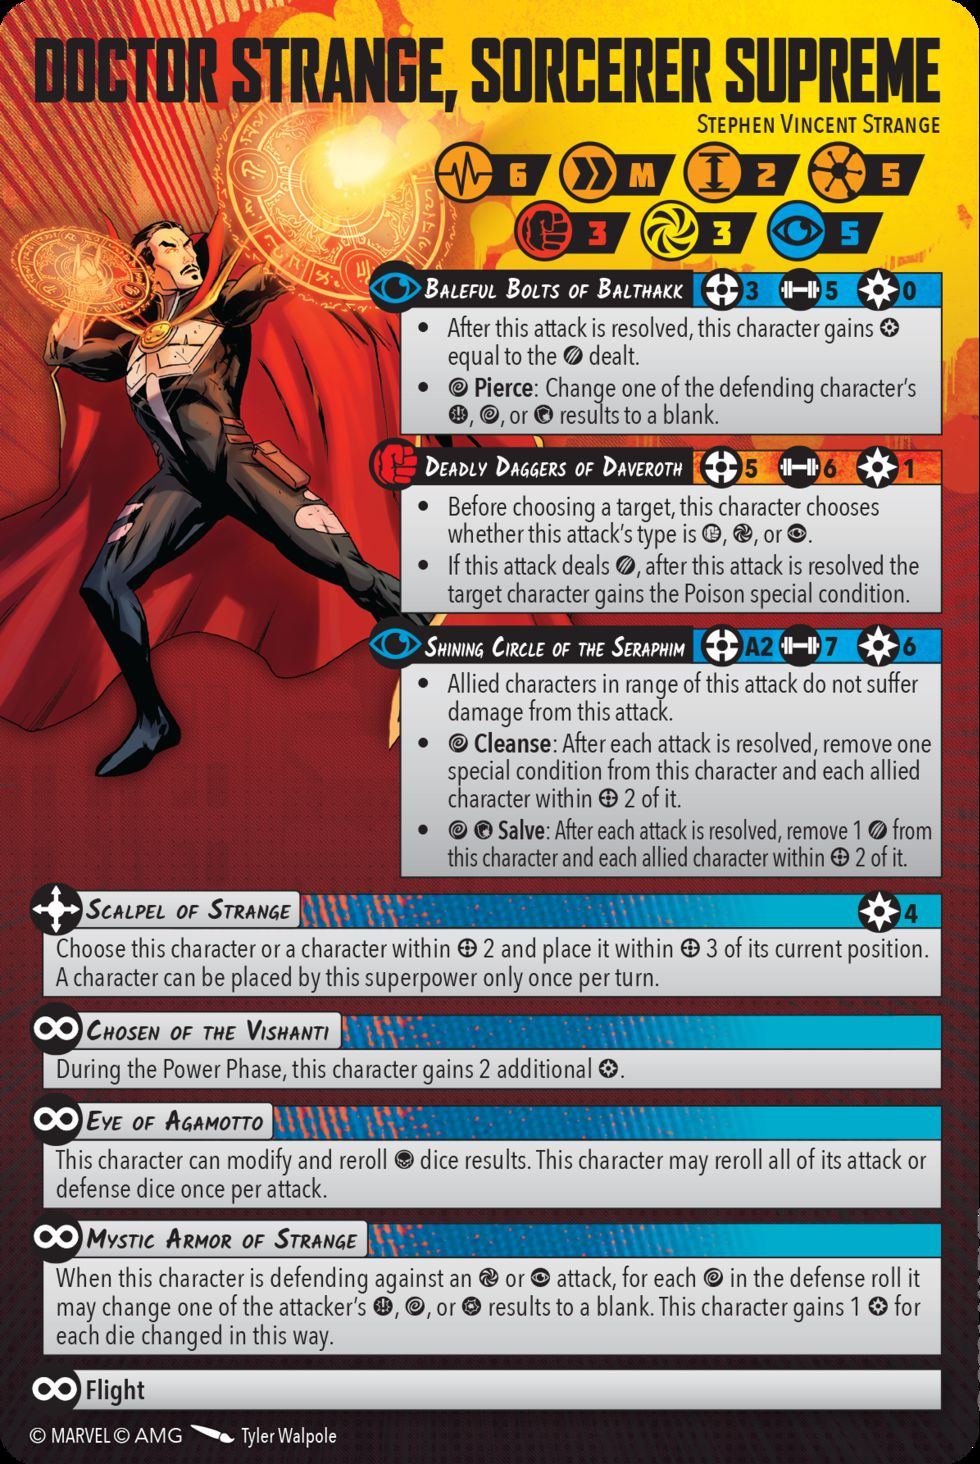 DOCTOR STRANGE, SORCERER SUPREME
STEPHEN VINCENT STRANGE
6 M 2 5
3 3 5
BALEFUL BOLTS OF BALTHAKK 3 5 0
• After this attack is resolved, this character gains
equal to the dealt.
• Pierce: Change one of the defending character's
, , or results to a blank.
DEADLY DAGGERS OF DAVEROTH 5 6 1
• Before choosing a target, this character chooses
whether this attack's type is , , or .
• If this attack deals , after this attack is resolved the
target character gains the Poison special condition.
SHINING CIRCLE OF THE SERAPHIM A2 7 6
• Allied characters in range of this attack do not suffer
damage from this attack.
• Cleanse: After each attack is resolved, remove one
special condition from this character and each allied
character within 2 of it.
• Salve: After each attack is resolved, remove 1 from
this character and each allied character within 2 of it.
SCALPEL OF STRANGE 4
Choose this character or a character within 2 and place it within 3 of its current position.
A character can be placed by this superpower only once per turn.
CHOSEN OF THE VISHANTI
During the Power Phase, this character gains 2 additional .
EYE OF AGAMOTTO
This character can modify and reroll dice results. This character may reroll all of its attack or
defense dice once per attack.
MYSTIC ARMOR OF STRANGE
When this character is defending against an or attack, for each in the defense roll it
may change one of the attacker's , , or results to a blank. This character gains 1 for
each die changed in this way.
Flight
© MARVEL © AMG Tyler Walpole